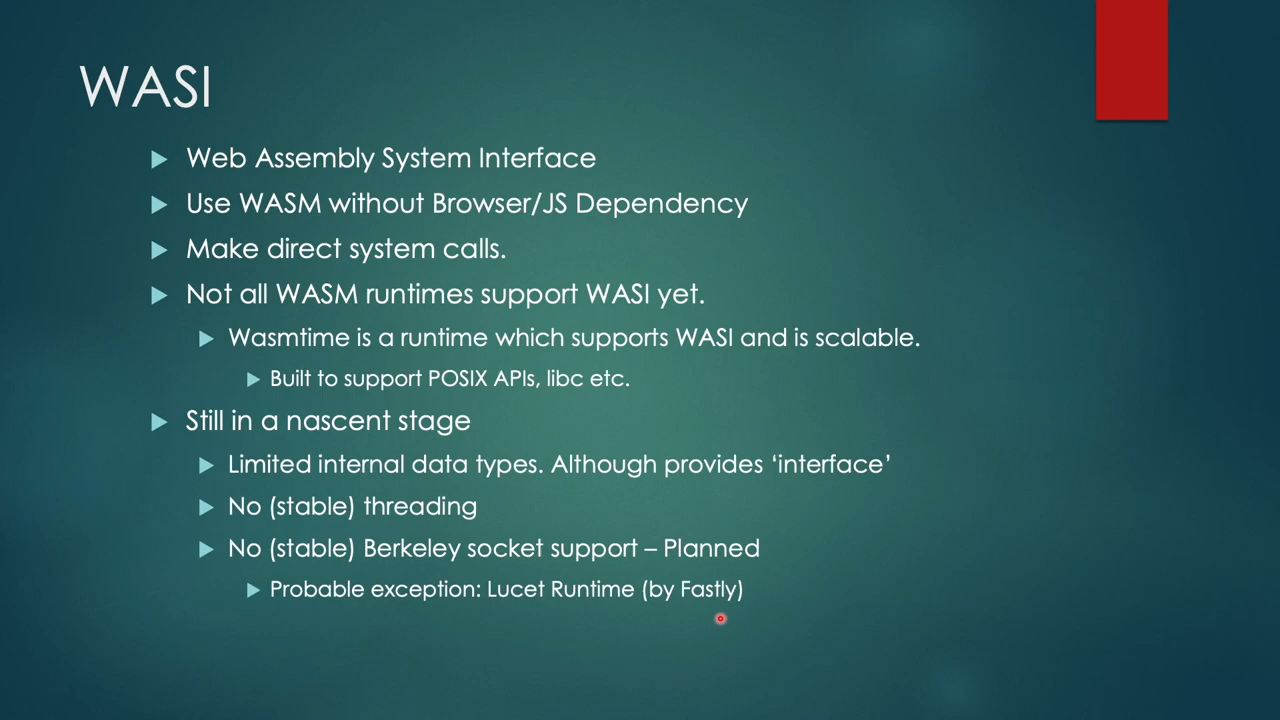 WASI
Web Assembly System Interface
Use WASM without Browser/JS Dependency
Make direct system calls.
Not all WASM runtimes support WASI yet.
Wasmtime is a runtime which supports WASI and is scalable.
Built to support POSIX APIs, libc etc.
Still in a nascent stage
Limited internal data types. Although provides ‘interface’
No (stable) threading
No (stable) Berkeley socket support – Planned
Probable exception: Lucet Runtime (by Fastly)